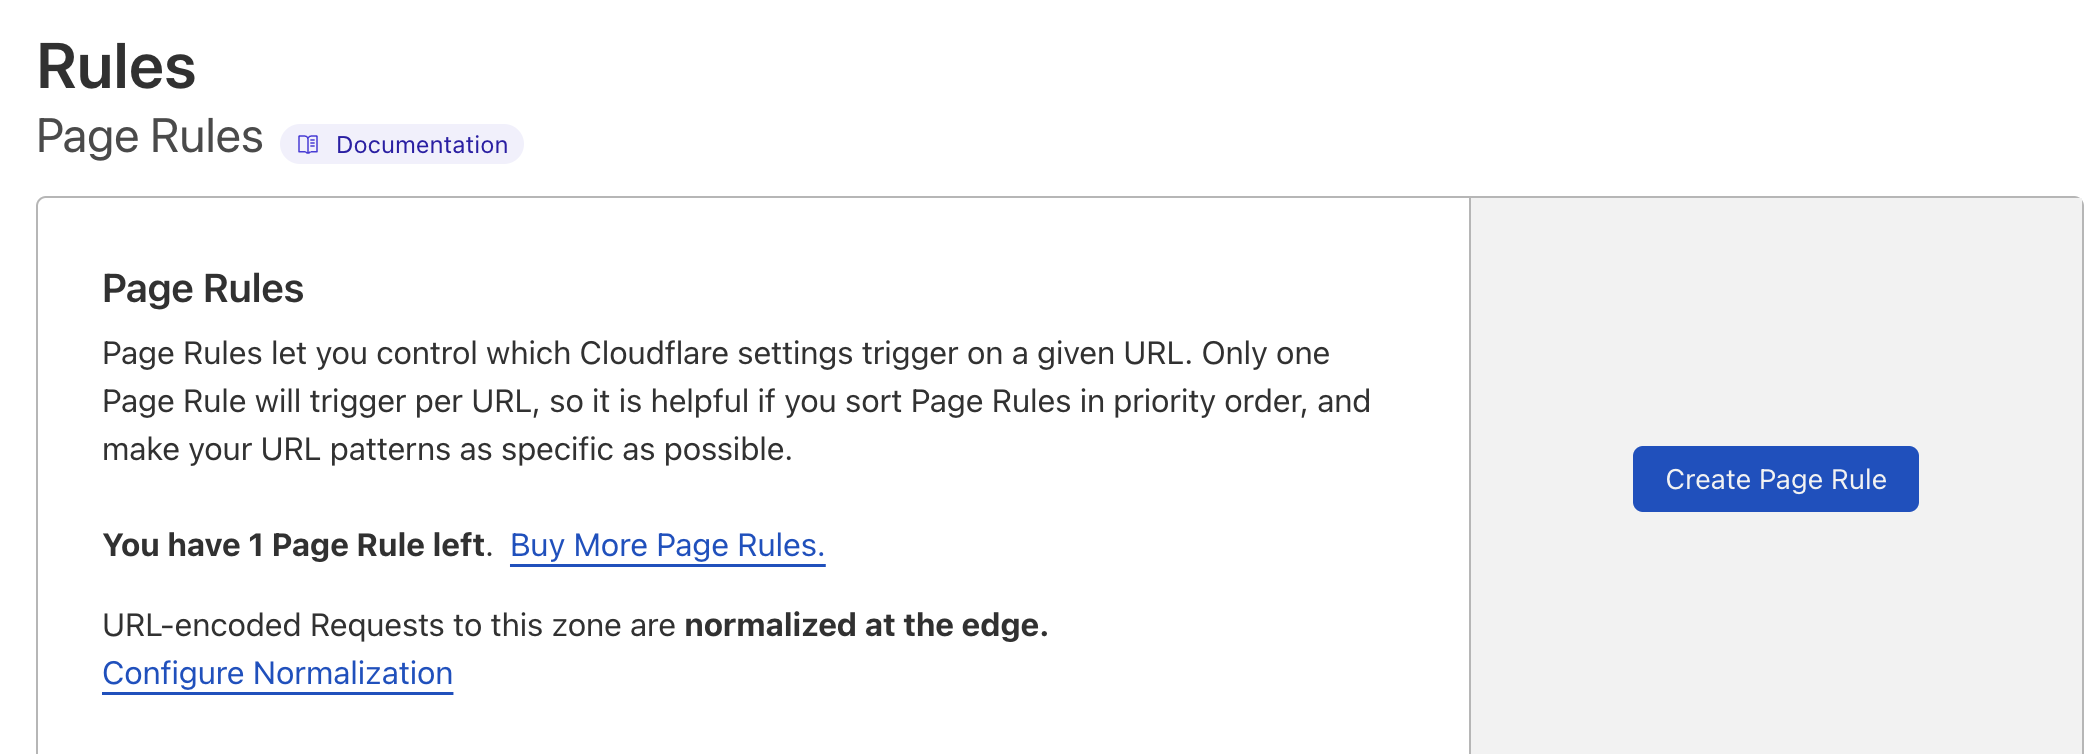 Rules
Page Rules
Documentation
Page Rules
Page Rules let you control which Cloudflare settings trigger on a given URL. Only one
Page Rule will trigger per URL, so it is helpful if you sort Page Rules in priority order, and
make your URL patterns as specific as possible.
You have 1 Page Rule left. Buy More Page Rules.
URL-encoded Requests to this zone are normalized at the edge.
Configure Normalization
Create Page Rule